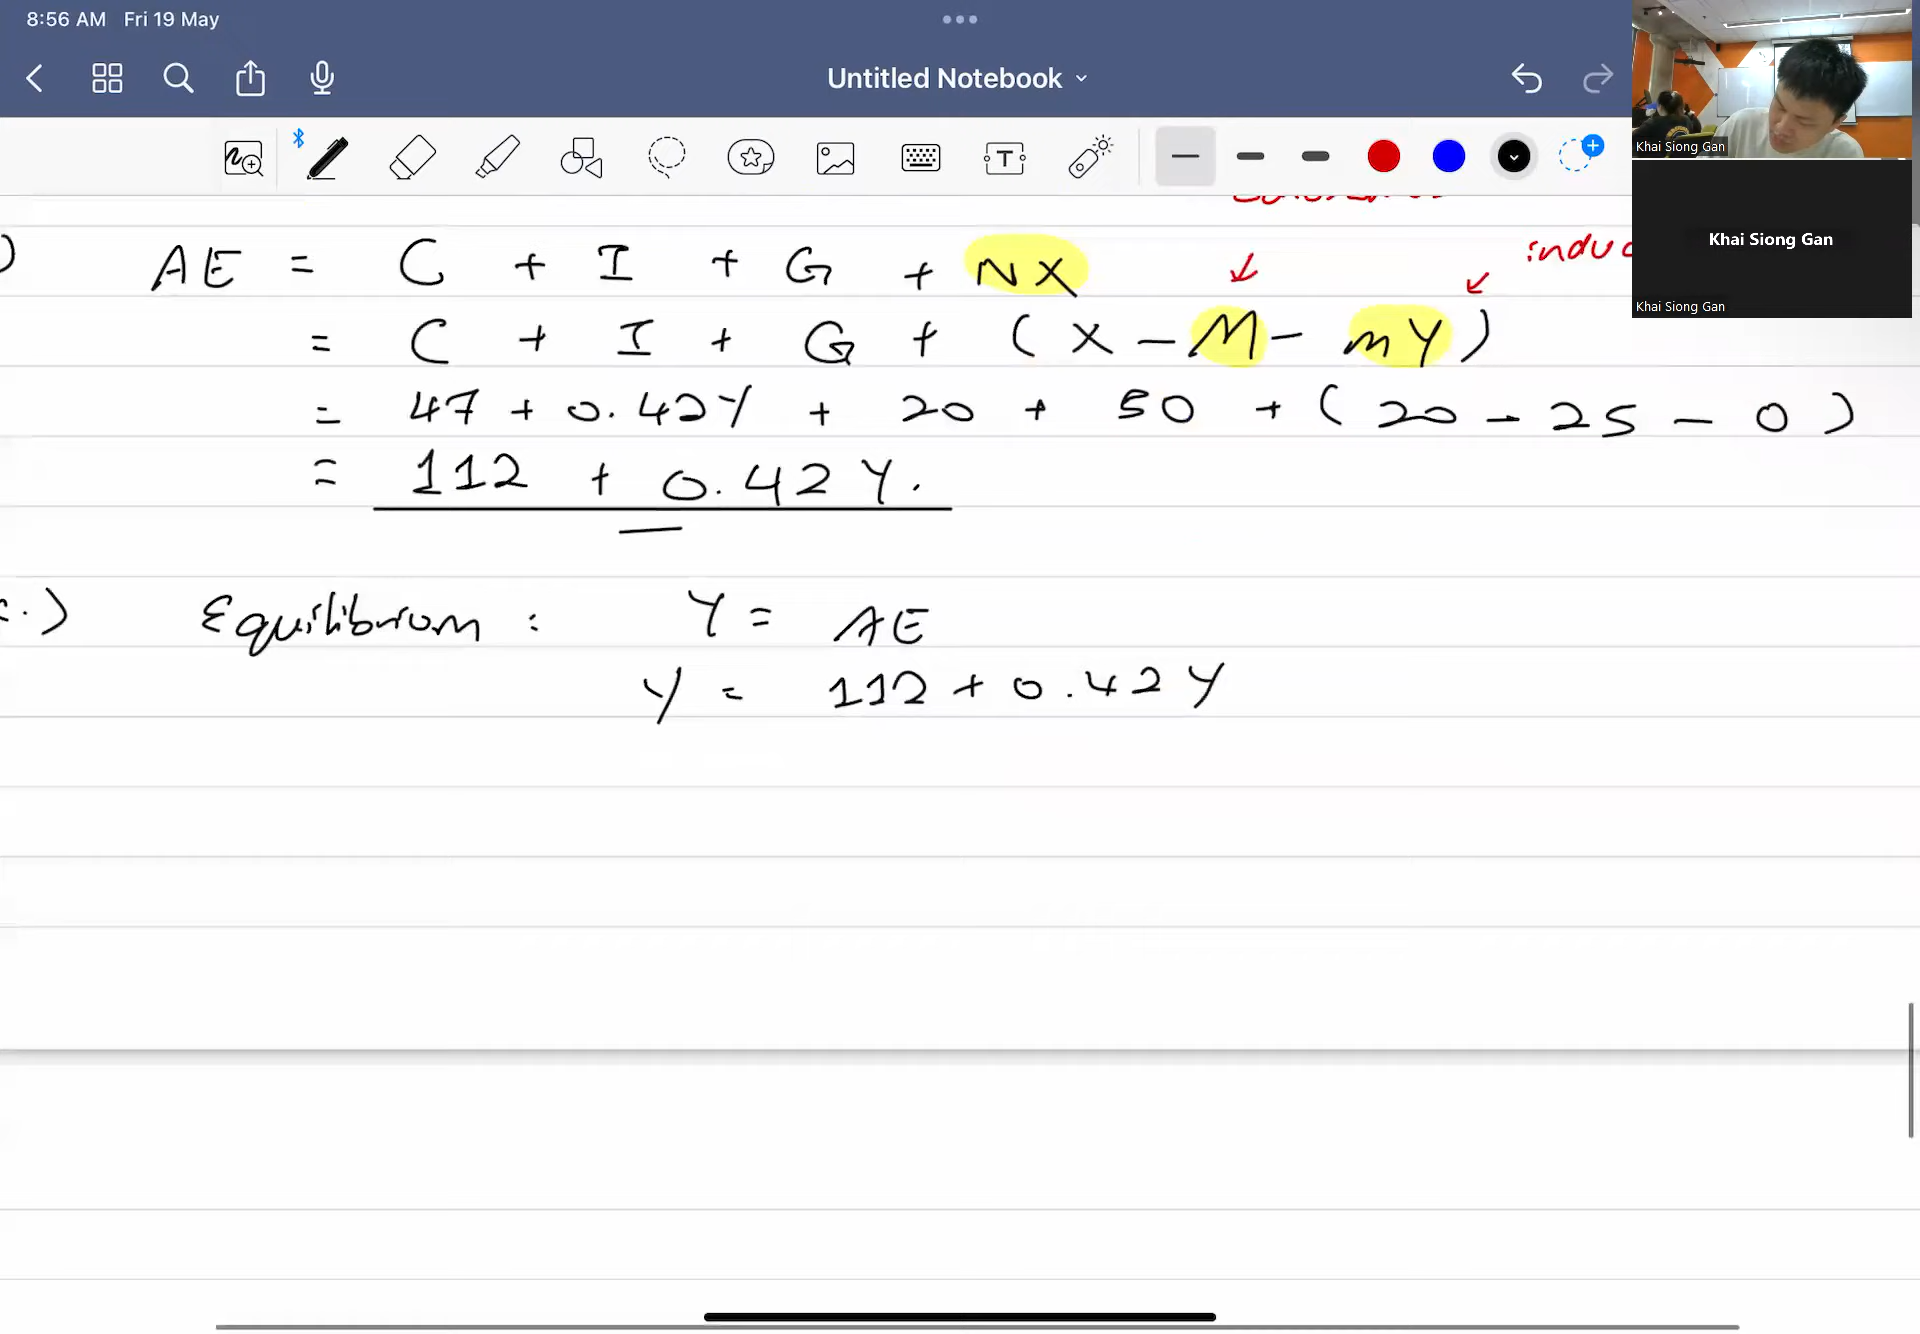 8:56 AM Fri 19 May
Untitled Notebook
Khai Siong Gan
Khai Siong Gan
Khai Siong Gan
) AE = C + I + G + NX
= C + I + G + (X - M - mY)
= 47 + 0.42Y + 20 + 50 + (20 - 25 - 0)
= 112 + 0.42Y.
c.) Equilibrium : Y = AE
Y = 112 + 0.42Y